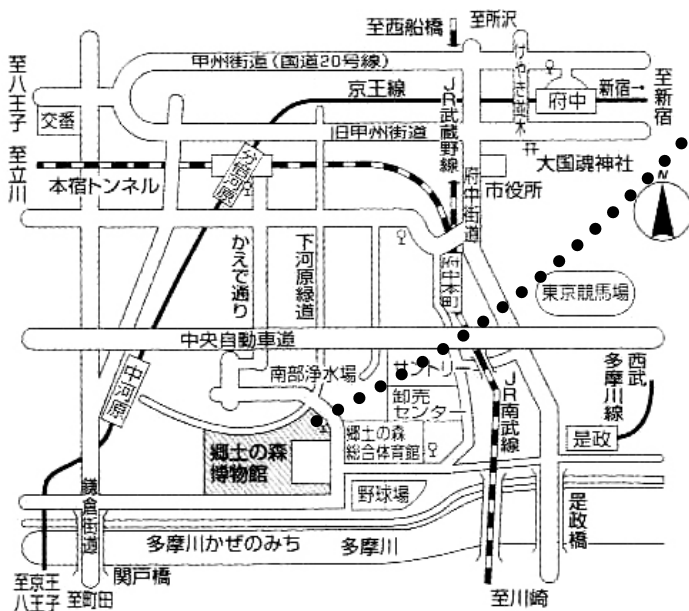 至西船橋
至所沢
甲州街道(国道20号線)
けやき並木
至八王子
京王線
JR武蔵野線
府中
新宿→
至新宿
交番
旧甲州街道
至立川
分倍河原
大国魂神社
本宿トンネル
市役所
府中街道
N
かえで通り
下河原緑道
府中本町
東京競馬場
中央自動車道
中河原
南部浄水場
サントリー
卸売
センター
JR南武線
西武
多摩川線
是政
郷土の森
博物館
郷土の森
総合体育館
野球場
鎌倉街道
是政橋
多摩川かぜのみち
多摩川
関戸橋
至京王
八王子
至町田
至川崎